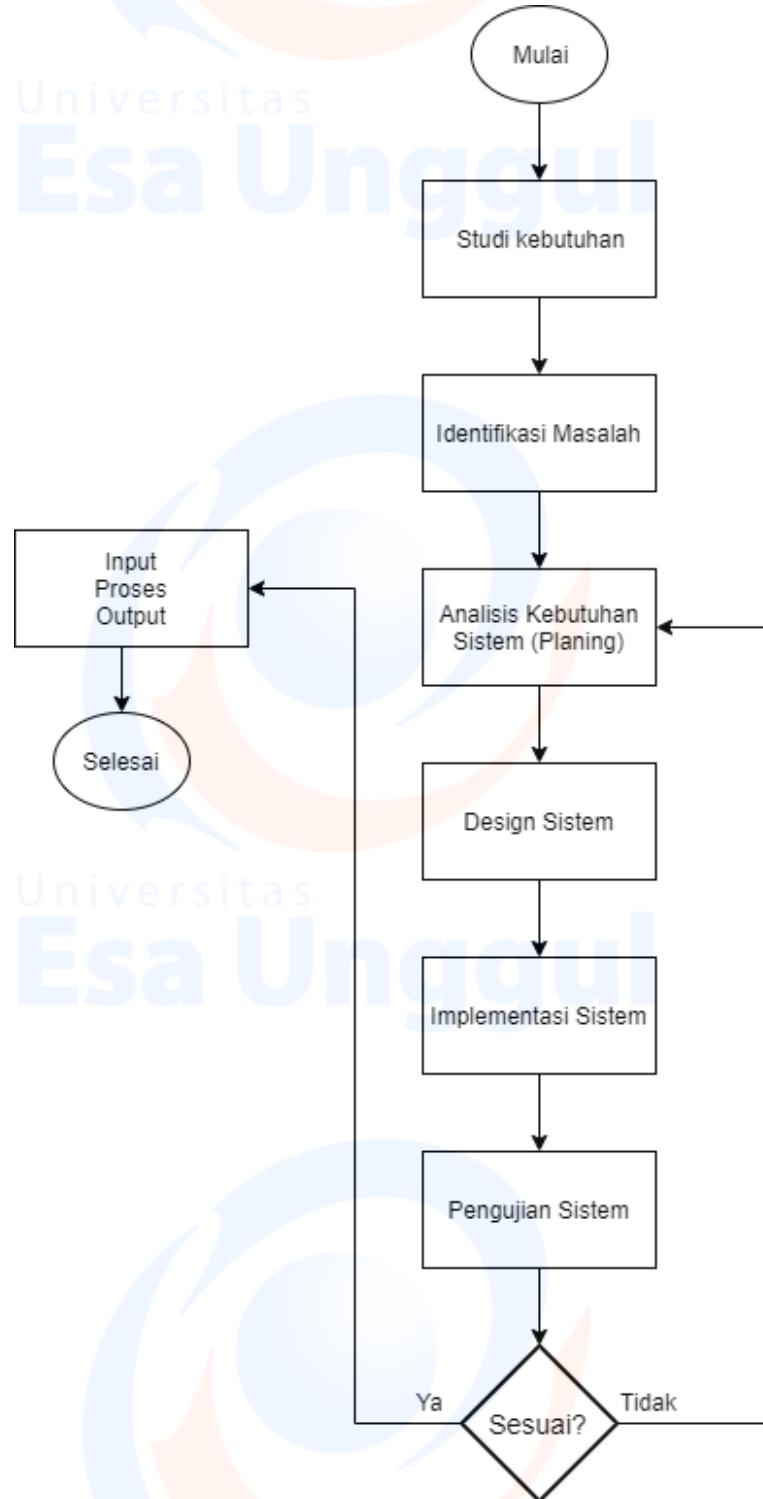 Mulai
Universitas
Esa Unggul
Studi kebutuhan
Identifikasi Masalah
Input
Proses
Output
Analisis Kebutuhan
Sistem (Planing)
Selesai
Design Sistem
Universitas
Esa Unggul
Implementasi Sistem
Pengujian Sistem
Ya
Sesuai?
Tidak